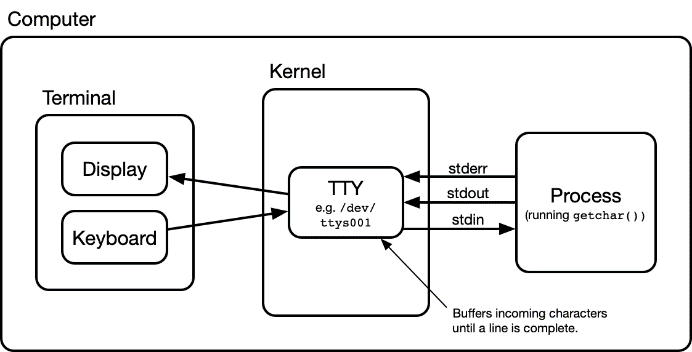 Computer
Kernel
Terminal
Display
Keyboard
TTY
e.g. /dev/
ttys001
stderr
stdout
stdin
Process
(running getchar())
Buffers incoming characters
until a line is complete.